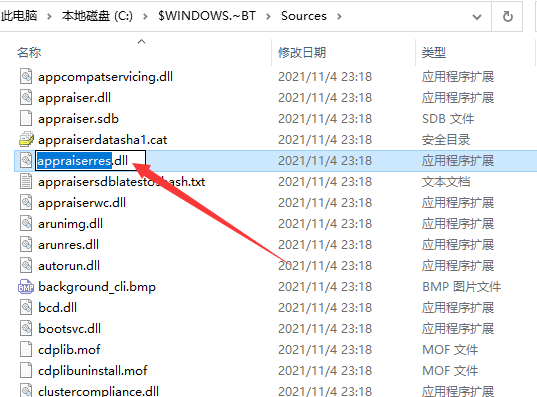 此电脑 › 本地磁盘 (C:) › $WINDOWS.~BT › Sources ›
名称 修改日期 类型
appcompatservicing.dll 2021/11/4 23:18 应用程序扩展
appraiser.dll 2021/11/4 23:18 应用程序扩展
appraiser.sdb 2021/11/4 23:18 SDB 文件
appraiserdatasha1.cat 2021/11/4 23:18 安全目录
appraiserres.dll 2021/11/4 23:18 应用程序扩展
2021/11/4 23:18 文本文档
appraiserwc.dll 2021/11/4 23:18 应用程序扩展
arunimg.dll 2021/11/4 23:18 应用程序扩展
arunres.dll 2021/11/4 23:18 应用程序扩展
autorun.dll 2021/11/4 23:18 应用程序扩展
background_cli.bmp 2021/11/4 23:18 BMP 图片文件
bcd.dll 2021/11/4 23:18 应用程序扩展
bootsvc.dll 2021/11/4 23:18 应用程序扩展
cdplib.mof 2021/11/4 23:18 MOF 文件
cdplibuninstall.mof 2021/11/4 23:18 MOF 文件
clustercompliance.dll 2021/11/4 23:18 应用程序扩展